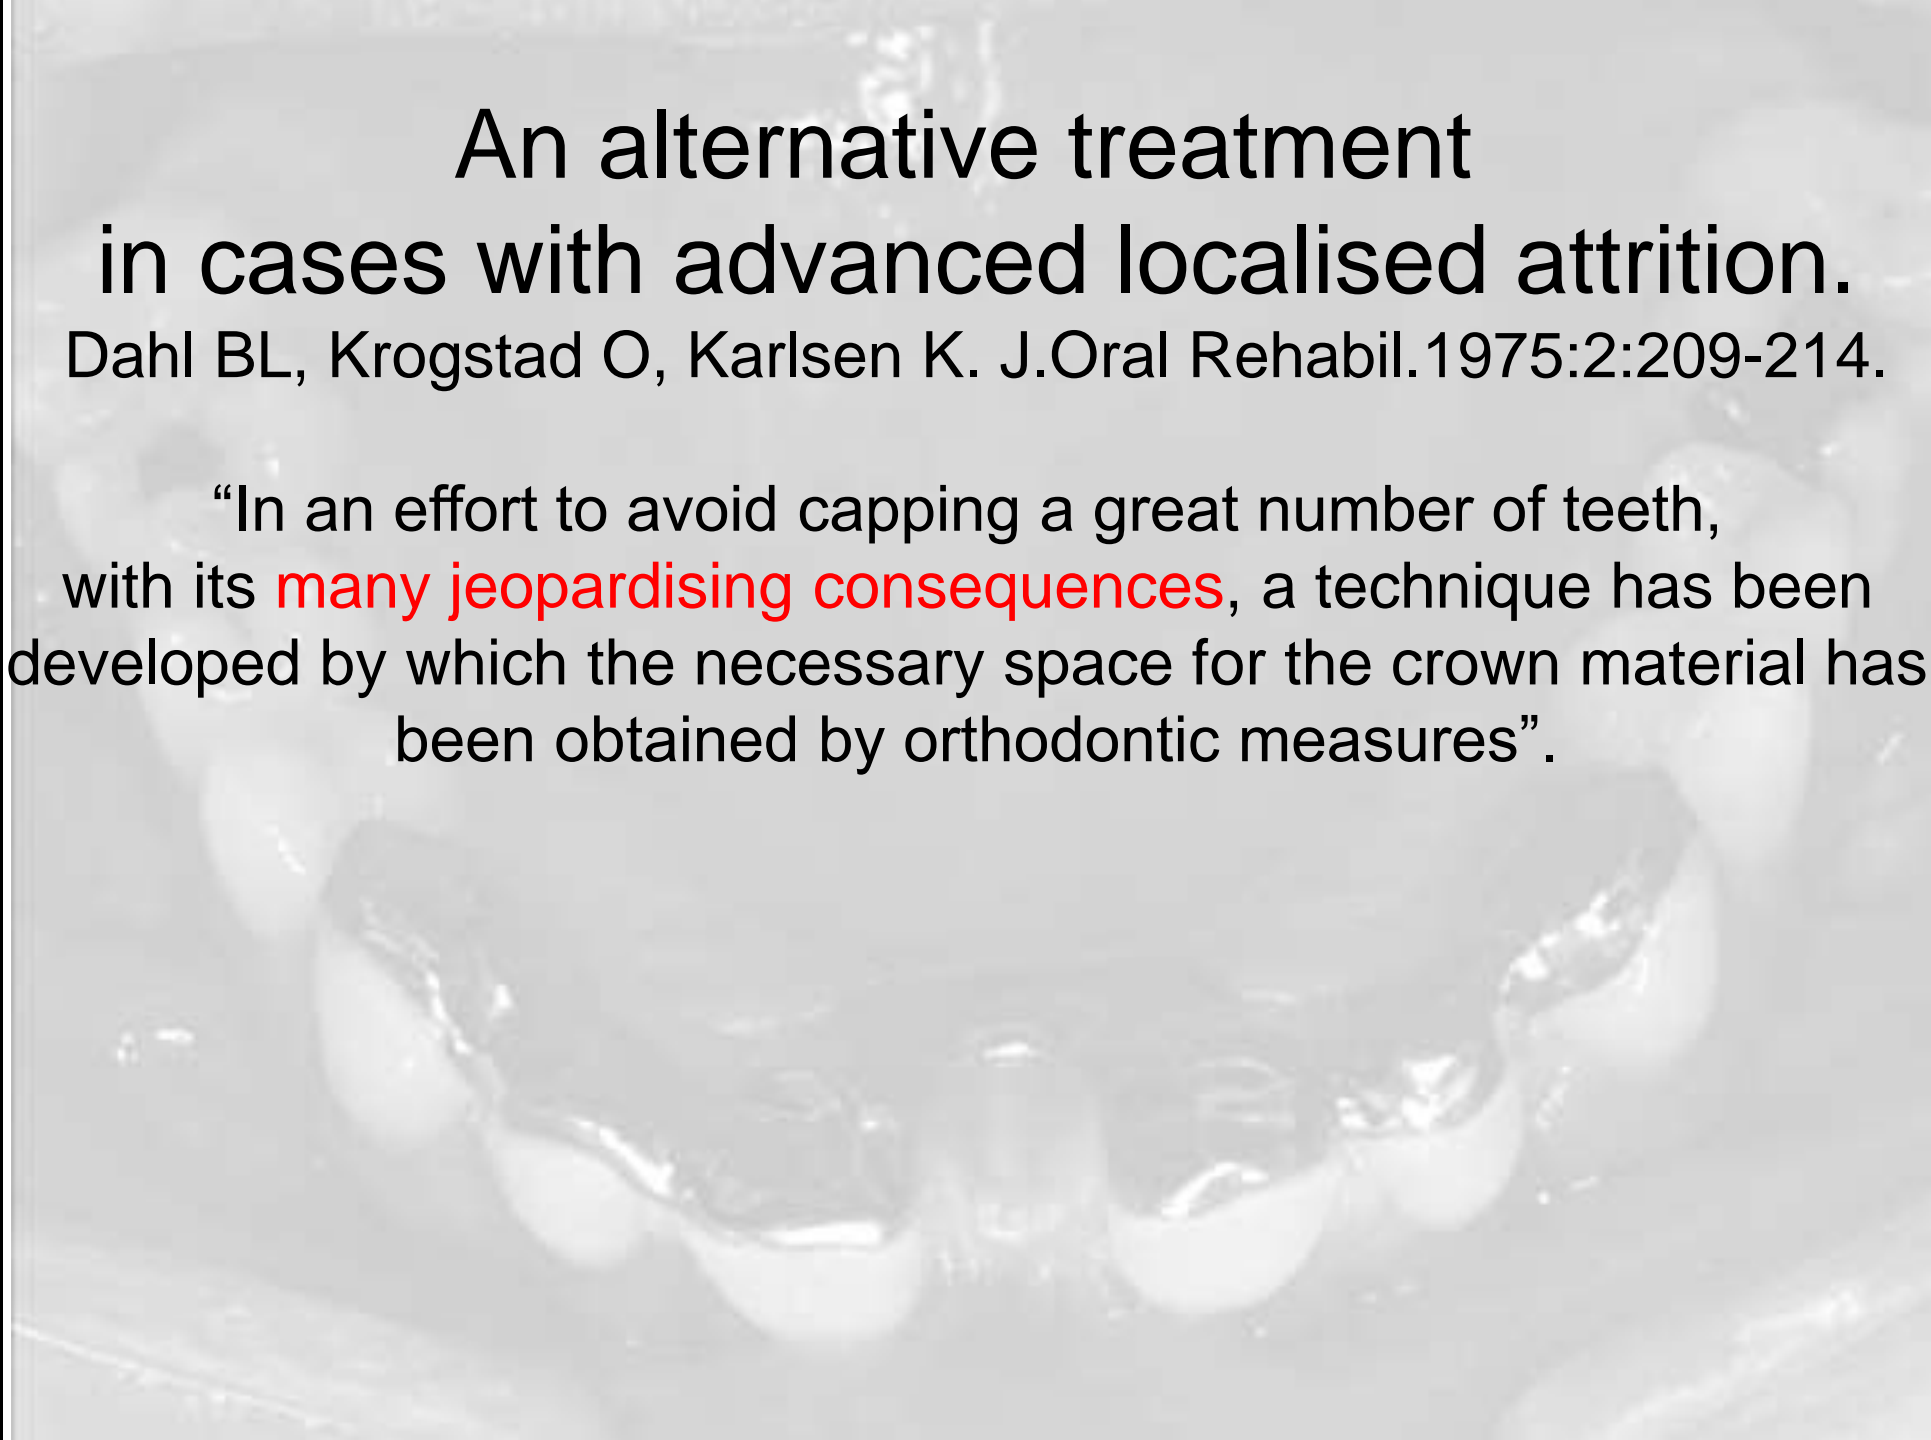 An alternative treatment
in cases with advanced localised attrition.
Dahl BL, Krogstad O, Karlsen K. J.Oral Rehabil.1975:2:209-214.
“In an effort to avoid capping a great number of teeth,
with its many jeopardising consequences, a technique has been
developed by which the necessary space for the crown material has
been obtained by orthodontic measures”.